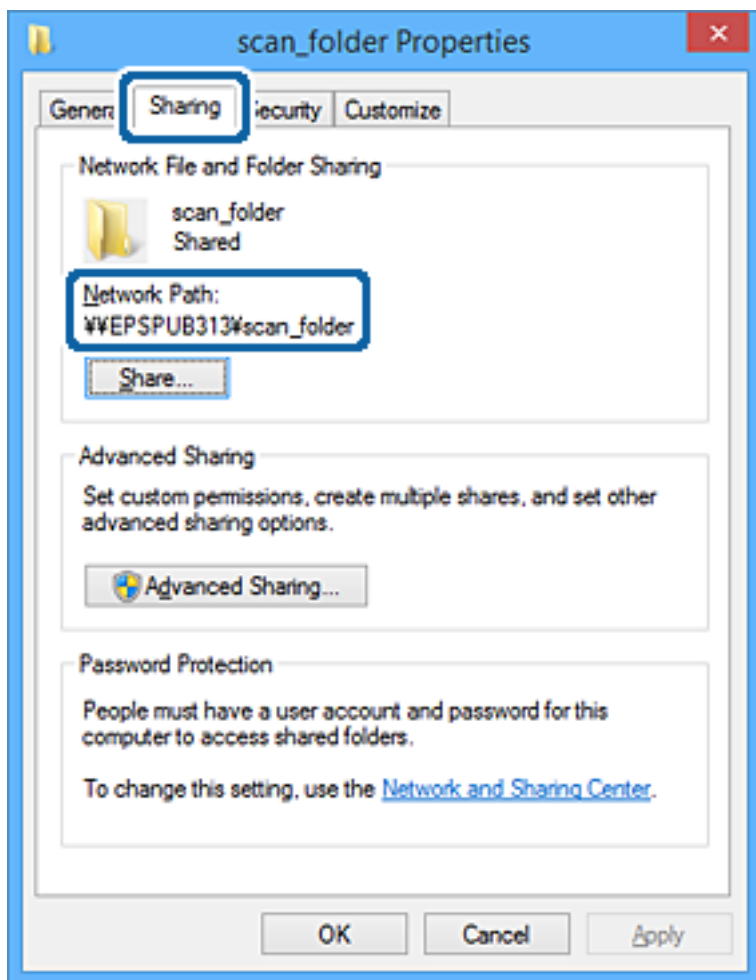 scan_folder Properties
General Sharing Security Customize
Network File and Folder Sharing
scan_folder
Shared
Network Path:
¥¥EPSPUB313¥scan_folder
Share...
Advanced Sharing
Set custom permissions, create multiple shares, and set other
advanced sharing options.
Advanced Sharing...
Password Protection
People must have a user account and password for this
computer to access shared folders.
To change this setting, use the Network and Sharing Center.
OK Cancel Apply